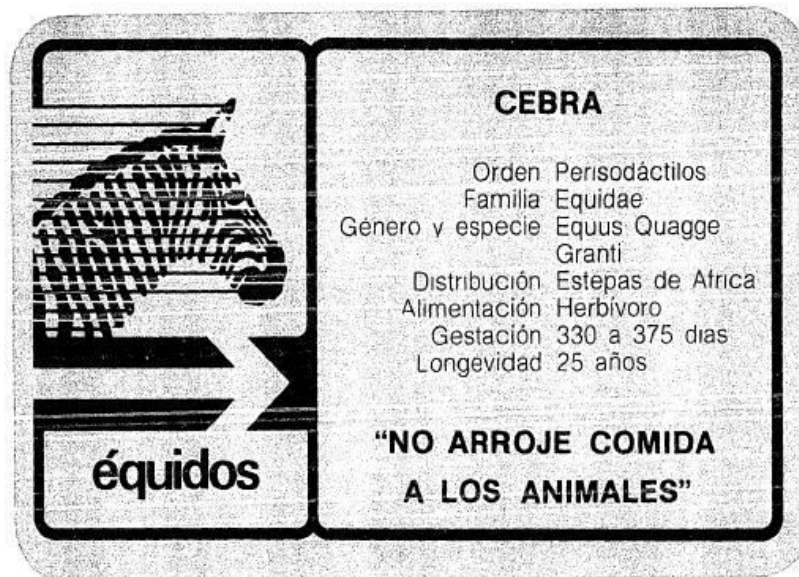 CEBRA
Orden Perisodáctilos
Familia Equidae
Género y especie Equus Quagge
Granti
Distribución Estepas de Africa
Alimentación Herbívoro
Gestación 330 a 375 dias
Longevidad 25 años
"NO ARROJE COMIDA
A LOS ANIMALES"
équidos